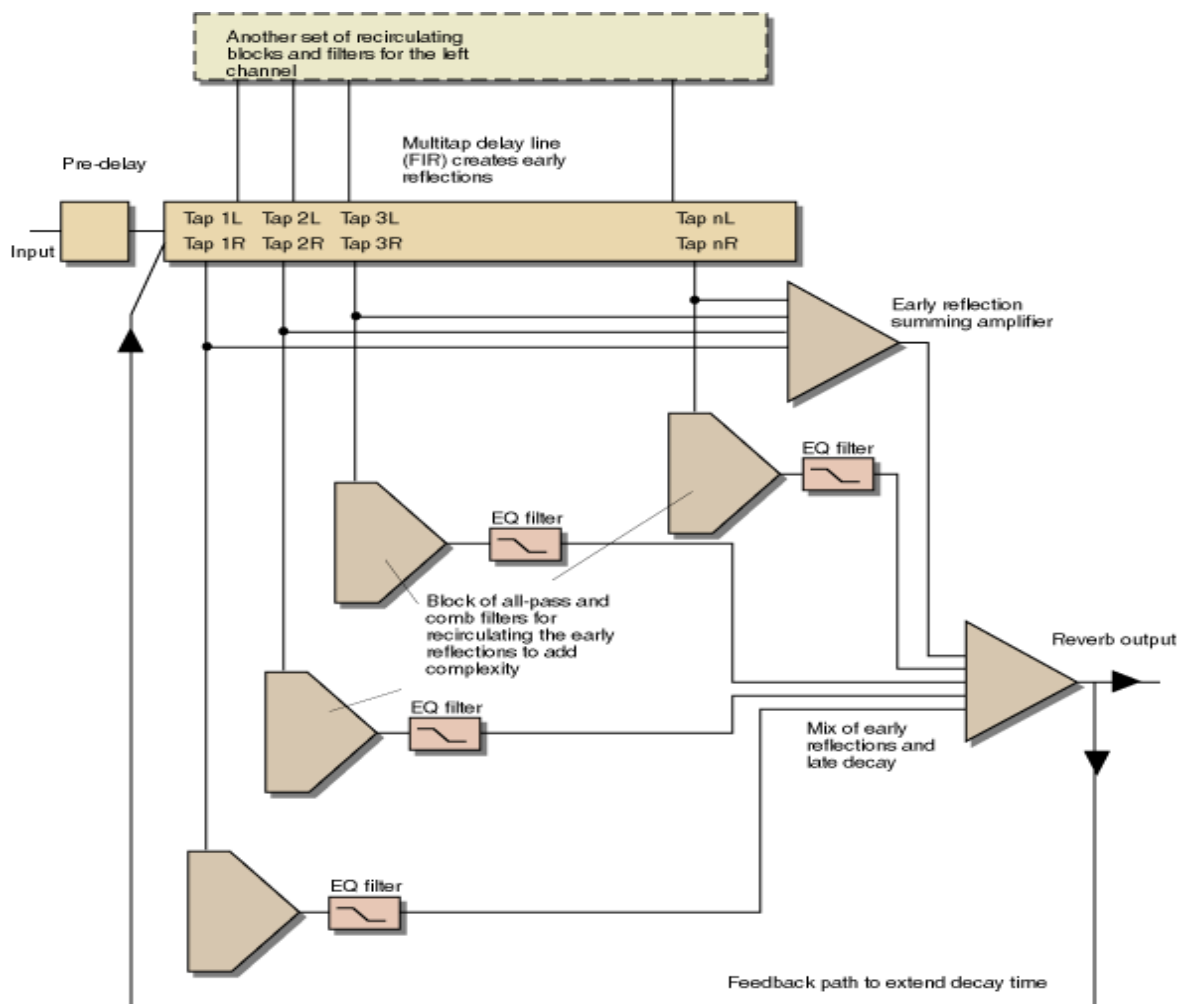 Another set of recirculating
blocks and filters for the left
channel
Multitap delay line
(FIR) creates early
reflections
Pre-delay
Input
Tap 1L Tap 2L Tap 3L Tap nL
Tap 1R Tap 2R Tap 3R Tap nR
Early reflection
summing amplifier
EQ filter
EQ filter
Block of all-pass and
comb filters for
recirculating the early
reflections to add
complexity
Reverb output
EQ filter
Mix of early
reflections and
late decay
EQ filter
Feedback path to extend decay time